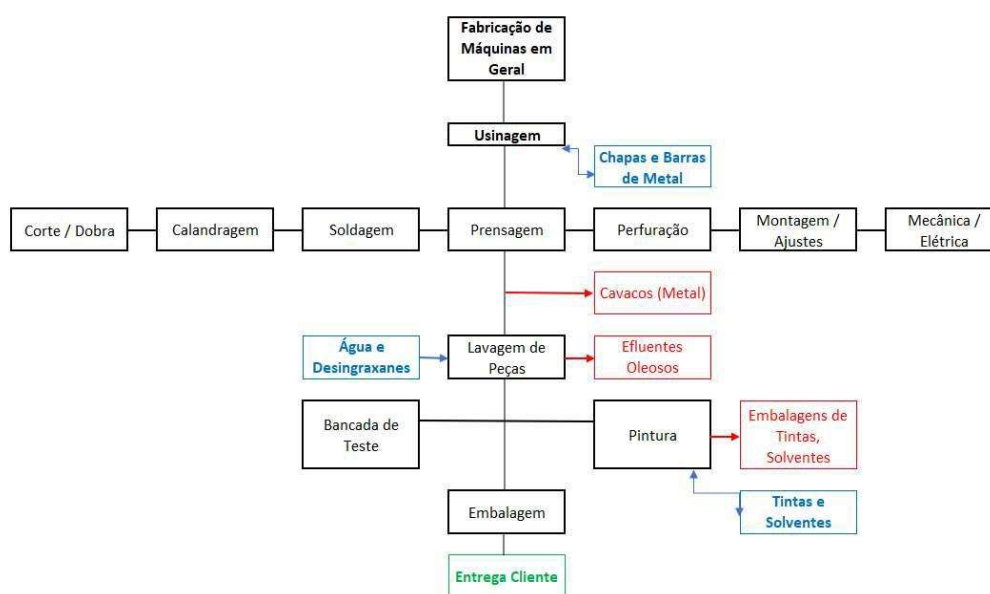 Fabricação de
Máquinas em
Geral
Usinagem
Chapas e Barras
de Metal
Corte / Dobra
Calandragem
Soldagem
Prensagem
Perfuração
Montagem /
Ajustes
Mecânica /
Elétrica
Cavacos (Metal)
Água e
Desingraxanes
Lavagem de
Peças
Efluentes
Oleosos
Bancada de
Teste
Pintura
Embalagens de
Tintas,
Solventes
Embalagem
Tintas e
Solventes
Entrega Cliente